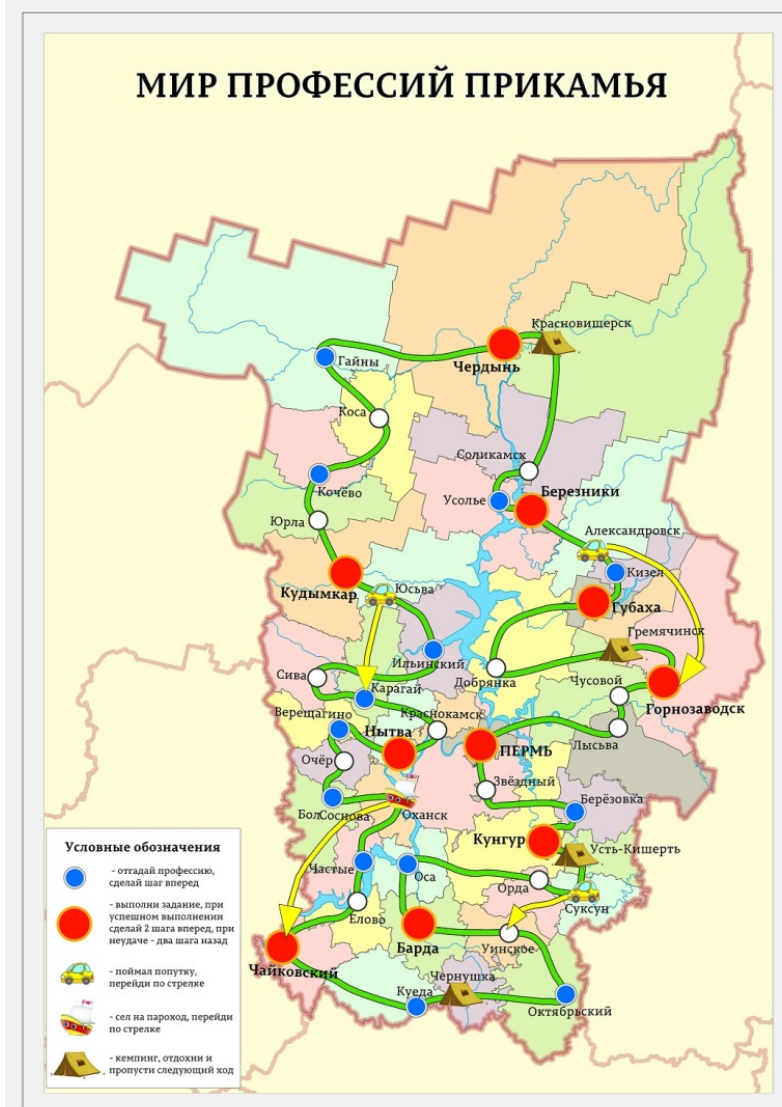 МИР ПРОФЕССИЙ ПРИКАМЬЯ
Красновишерск
Гайны
Чердынь
Коса
Соликамск
Кочёво
Березники
Усолье
Юрла
Александровск
Кизел
Кудымкар
Юсьва
Губаха
Гремячинск
Ильинский
Сива
Добрянка
Карагай
Чусовой
Горнозаводск
Верещагино
Краснокамск
Нытва
ПЕРМЬ
Лысьва
Очёр
Звёздный
Бол.Соснова
Оханск
Берёзовка
Кунгур
Усть-Кишерть
Частые
Оса
Орда
Суксун
Елово
Барда
Уинское
Чайковский
Чернушка
Куеда
Октябрьский
Условные обозначения
- отгадай профессию,
сделай шаг вперед
- выполни задание, при
успешном выполнении
сделай 2 шага вперед, при
неудаче - два шага назад
- поймал попутку,
перейди по стрелке
- сел на пароход, перейди
по стрелке
- кемпинг, отдохни и
пропусти следующий ход